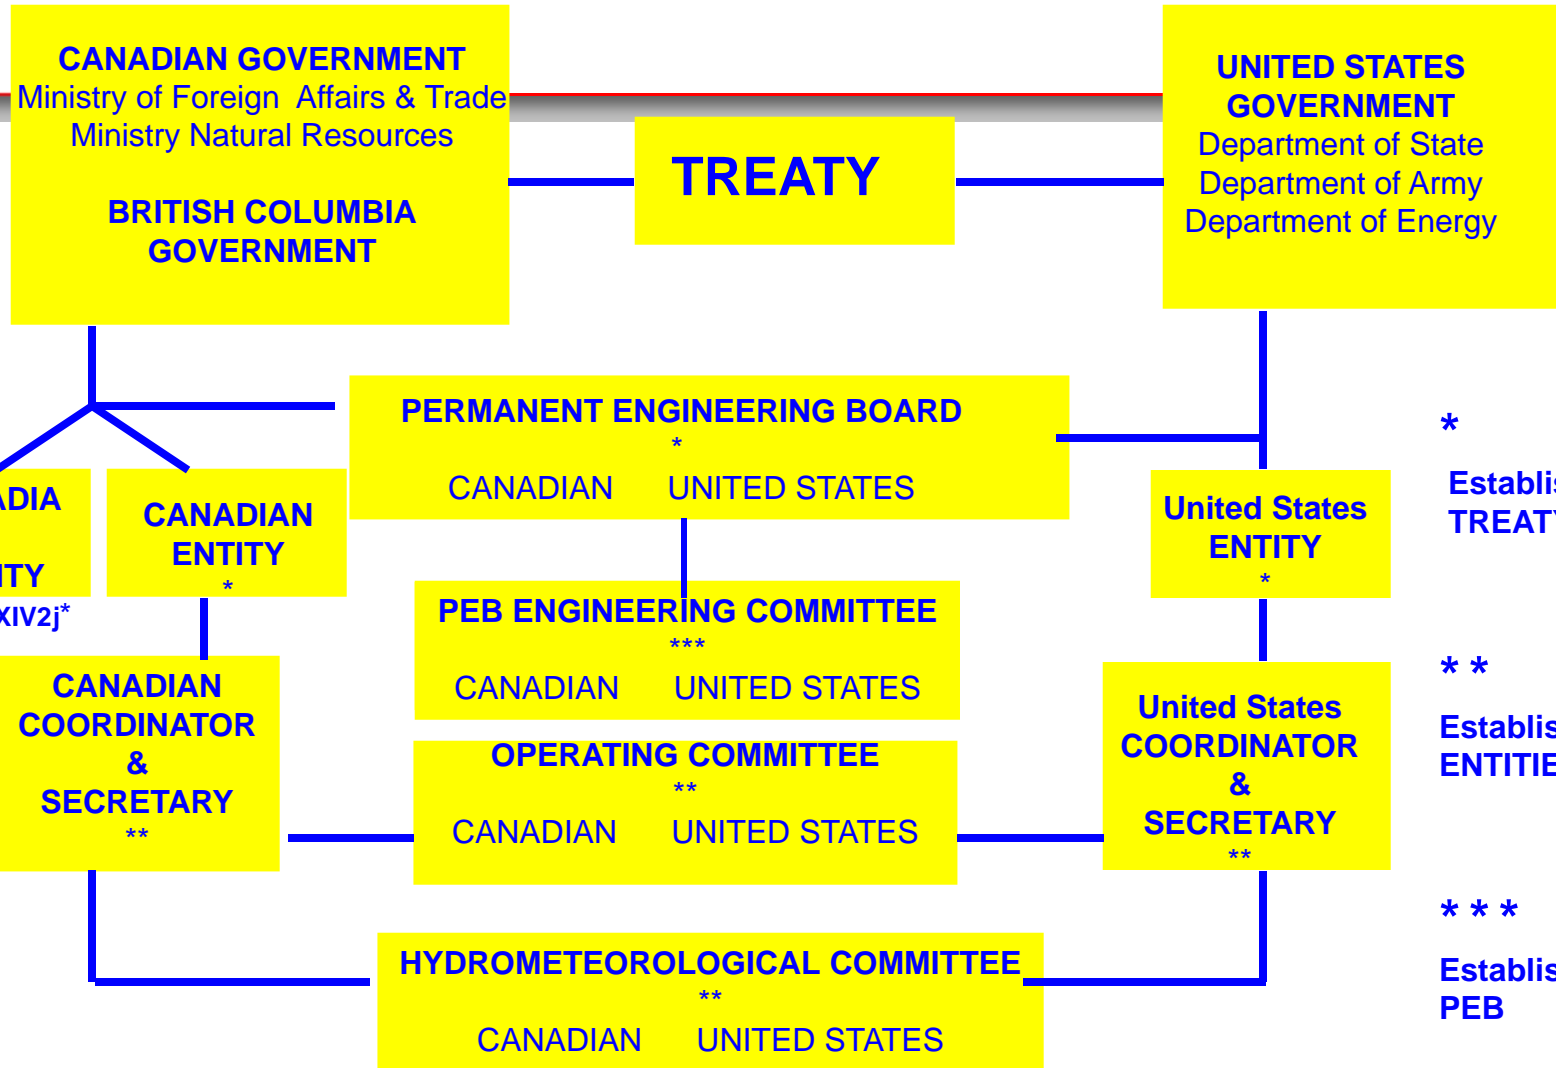 CANADIAN GOVERNMENT
Ministry of Foreign Affairs & Trade
Ministry Natural Resources
BRITISH COLUMBIA
GOVERNMENT
TREATY
UNITED STATES
GOVERNMENT
Department of State
Department of Army
Department of Energy
PERMANENT ENGINEERING BOARD
*
CANADIAN UNITED STATES
XIV2j*
CANADIAN
ENTITY
*
United States
ENTITY
*
PEB ENGINEERING COMMITTEE
***
CANADIAN UNITED STATES
CANADIAN
COORDINATOR
&
SECRETARY
**
OPERATING COMMITTEE
**
CANADIAN UNITED STATES
United States
COORDINATOR
&
SECRETARY
**
HYDROMETEOROLOGICAL COMMITTEE
**
CANADIAN UNITED STATES
*
TREATY
* *
* * *
PEB